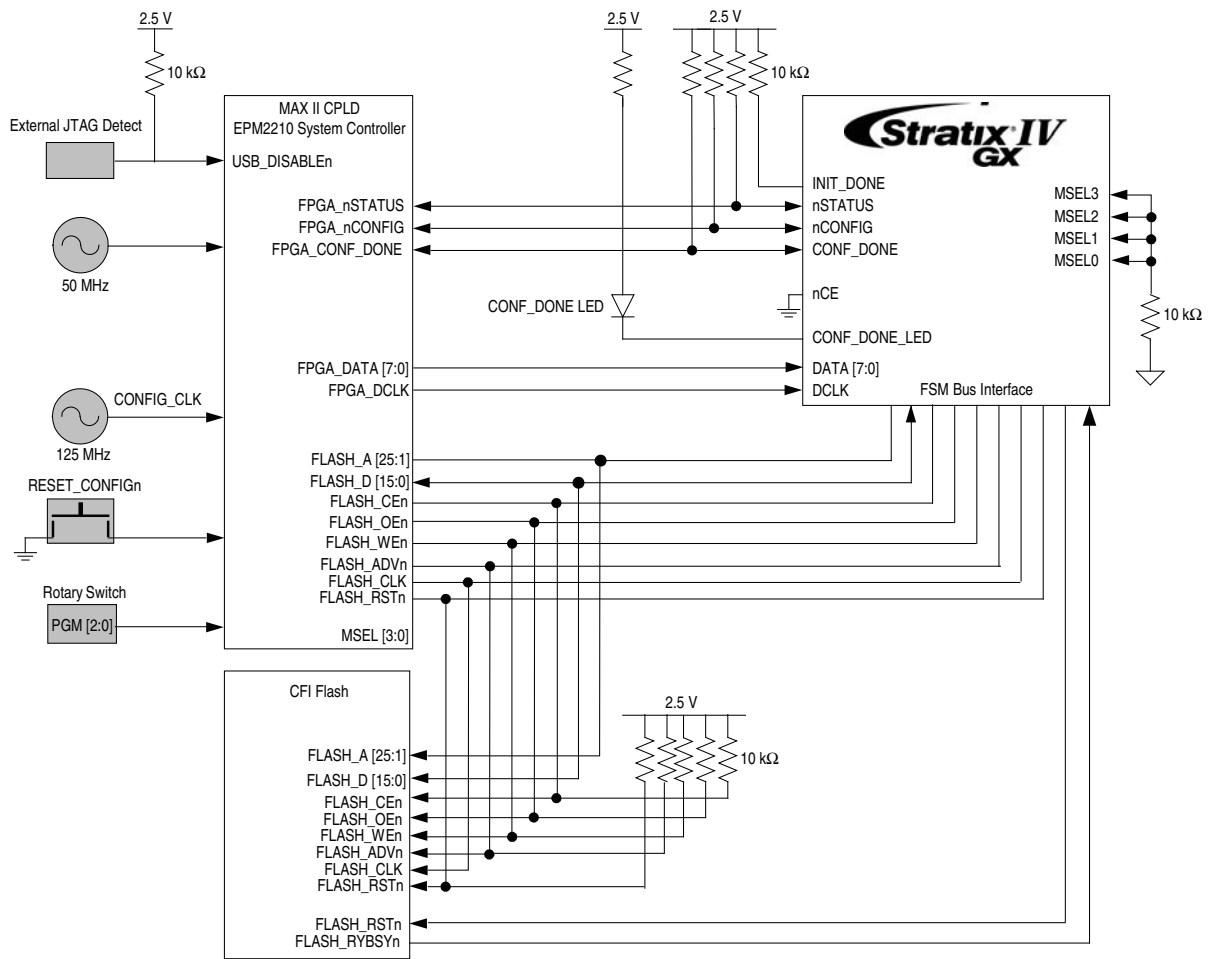 2.5 V
10 kΩ
External JTAG Detect
50 MHz
CONFIG_CLK
125 MHz
RESET_CONFIGn
Rotary Switch
PGM [2:0]
MAX II CPLD
EPM2210 System Controller
USB_DISABLEn
FPGA_nSTATUS
FPGA_nCONFIG
FPGA_CONF_DONE
FPGA_DATA [7:0]
FPGA_DCLK
FLASH_A [25:1]
FLASH_D [15:0]
FLASH_CEn
FLASH_OEn
FLASH_WEn
FLASH_ADVn
FLASH_CLK
FLASH_RSTn
MSEL [3:0]
2.5 V
CONF_DONE LED
2.5 V
10 kΩ
Stratix IV
GX
INIT_DONE
nSTATUS
nCONFIG
CONF_DONE
nCE
CONF_DONE_LED
DATA [7:0]
DCLK
FSM Bus Interface
MSEL3
MSEL2
MSEL1
MSEL0
10 kΩ
CFI Flash
FLASH_A [25:1]
FLASH_D [15:0]
FLASH_CEn
FLASH_OEn
FLASH_WEn
FLASH_ADVn
FLASH_CLK
FLASH_RSTn
FLASH_RSTn
FLASH_RYBSYn
2.5 V
10 kΩ